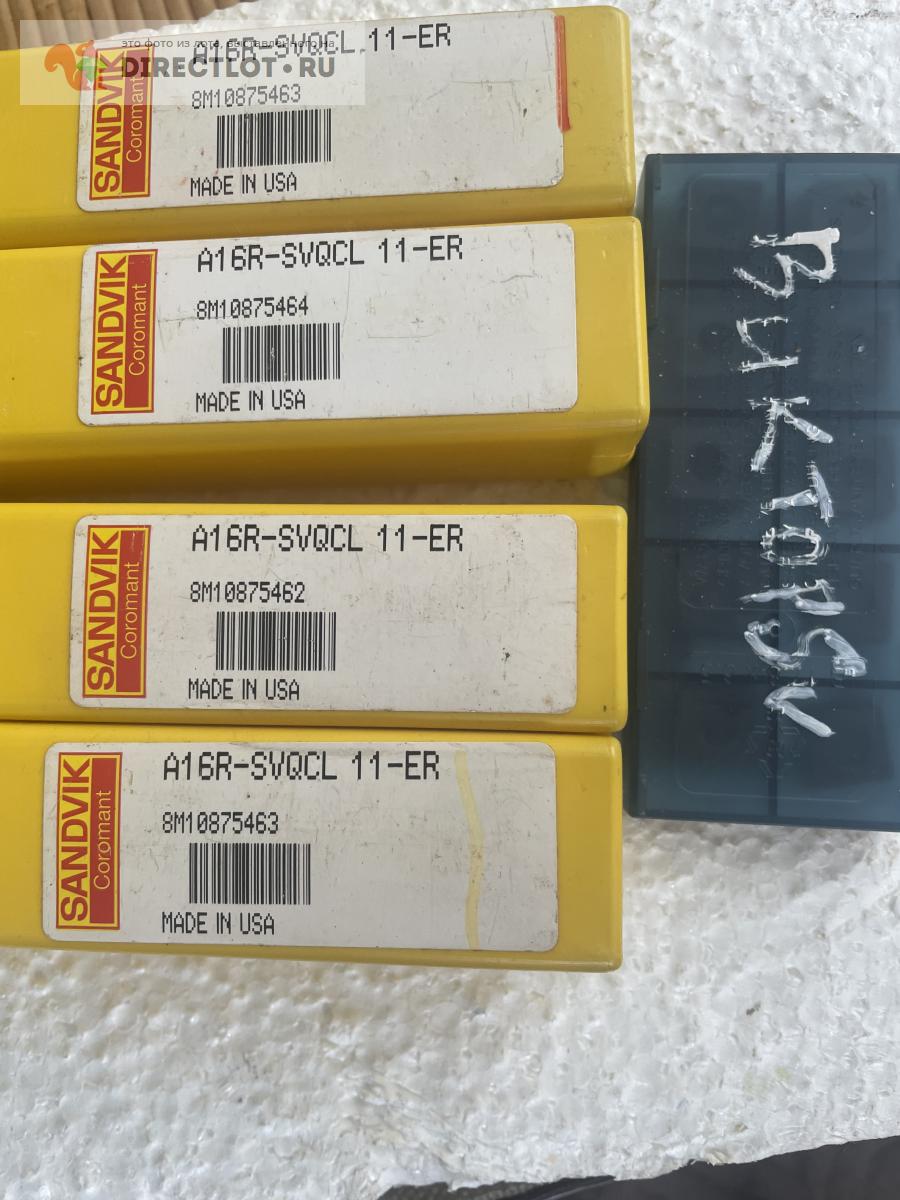 это фото из лота, выставленного на
DIRECTLOT.RU
SANDVIK
Coromant
A16R-SVQCL 11-ER
8M10875463
MADE IN USA
SANDVIK
Coromant
A16R-SVQCL 11-ER
8M10875464
MADE IN USA
SANDVIK
Coromant
A16R-SVQCL 11-ER
8M10875462
MADE IN USA
SANDVIK
Coromant
A16R-SVQCL 11-ER
8M10875463
MADE IN USA